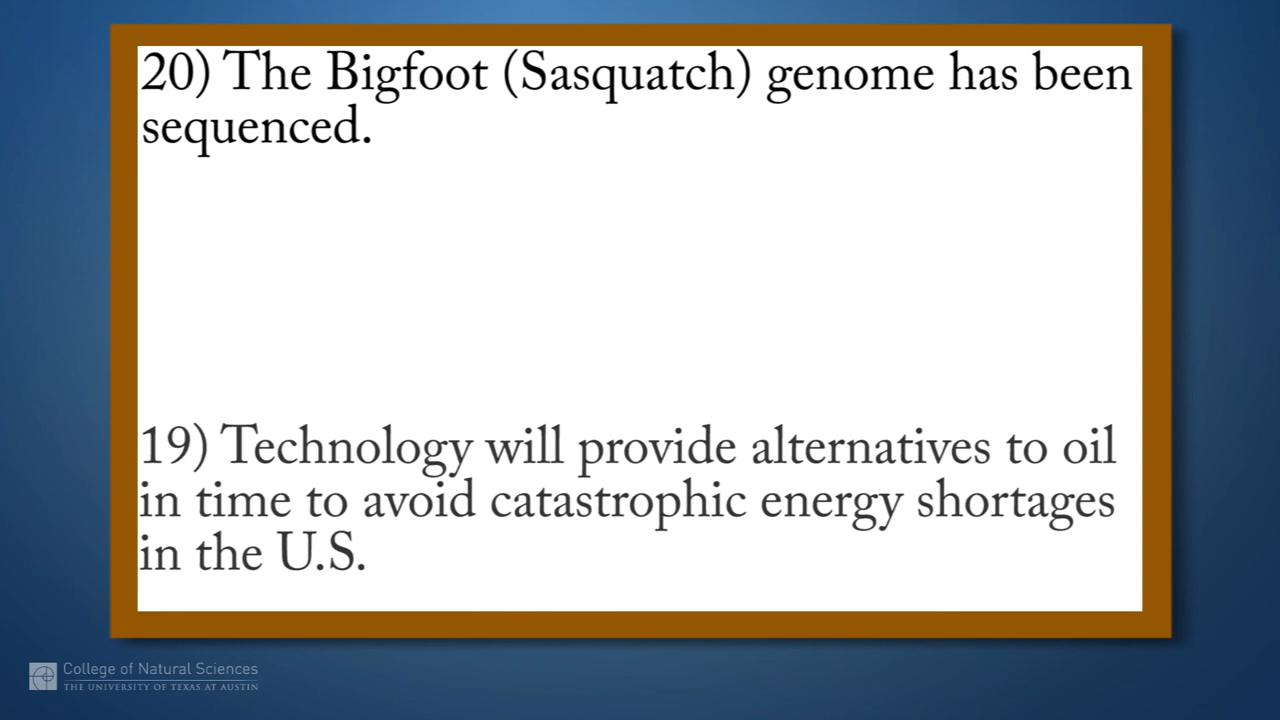 20) The Bigfoot (Sasquatch) genome has been
sequenced.
19) Technology will provide alternatives to oil
in time to avoid catastrophic energy shortages
in the U.S.
College of Natural Sciences
THE UNIVERSITY OF TEXAS AT AUSTIN